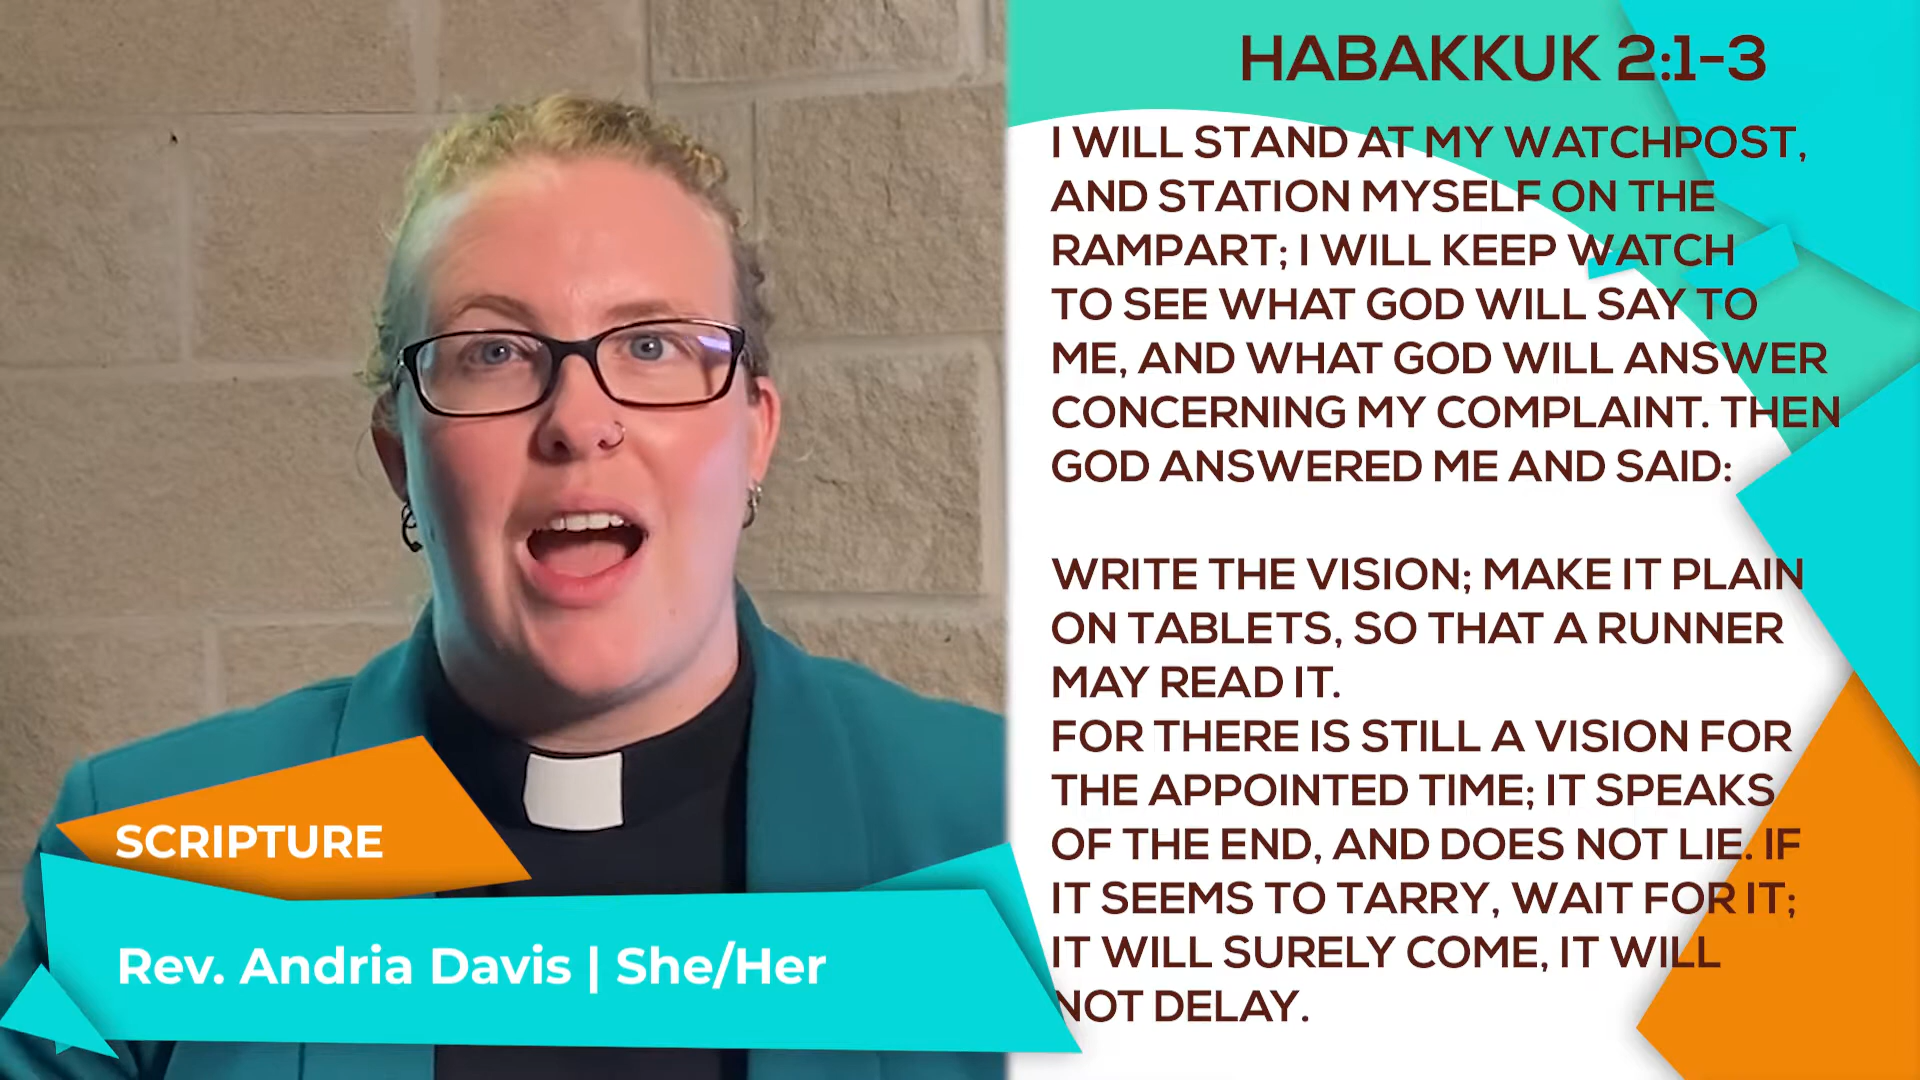 HABAKKUK 2:1-3
I WILL STAND AT MY WATCHPOST,
AND STATION MYSELF ON THE
RAMPART; I WILL KEEP WATCH
TO SEE WHAT GOD WILL SAY TO
ME, AND WHAT GOD WILL ANSWER
CONCERNING MY COMPLAINT. THEN
GOD ANSWERED ME AND SAID:
WRITE THE VISION; MAKE IT PLAIN
ON TABLETS, SO THAT A RUNNER
MAY READ IT.
FOR THERE IS STILL A VISION FOR
THE APPOINTED TIME; IT SPEAKS
OF THE END, AND DOES NOT LIE. IF
IT SEEMS TO TARRY, WAIT FOR IT;
IT WILL SURELY COME, IT WILL
NOT DELAY.
SCRIPTURE
Rev. Andria Davis | She/Her